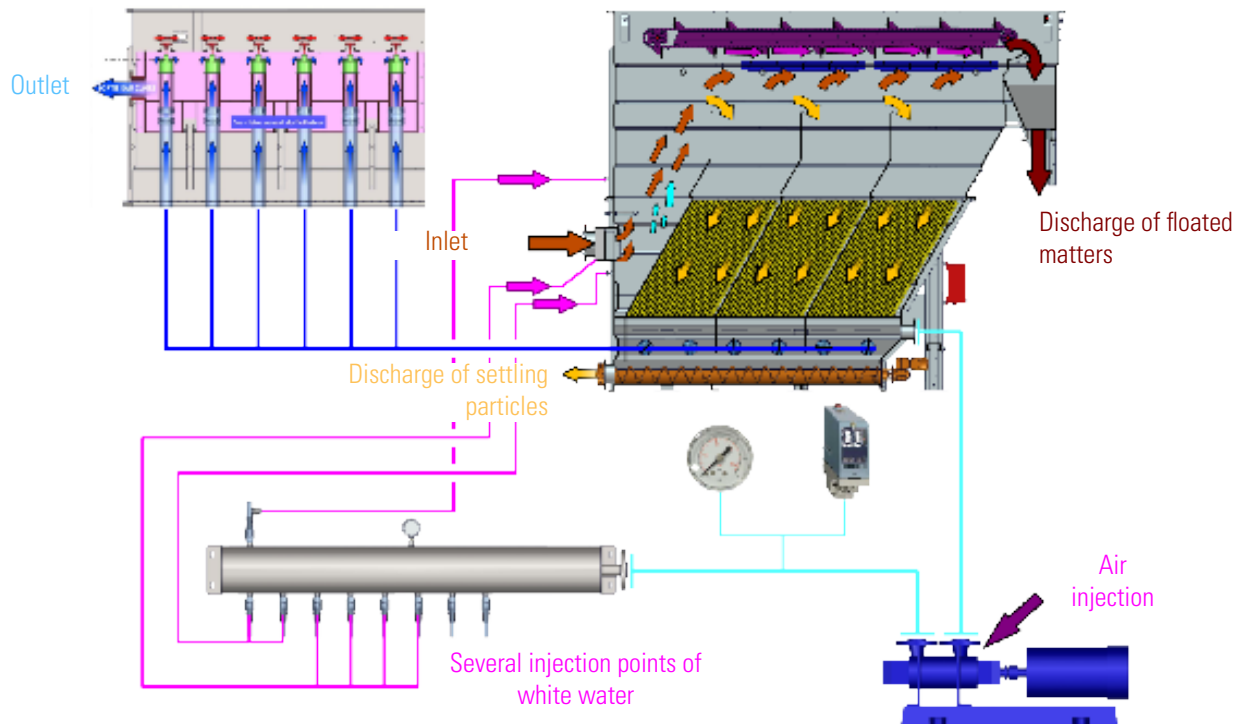 Outlet
Inlet
Discharge of floated
matters
Discharge of settling
particles
Air
injection
Several injection points of
white water